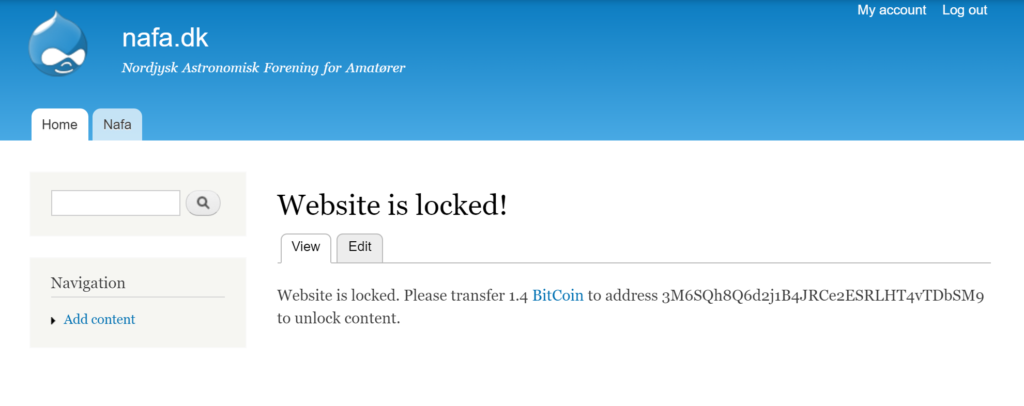 My account Log out
nafa.dk
Nordjysk Astronomisk Forening for Amatører
Home Nafa
Website is locked!
View Edit
Navigation
Add content
Website is locked. Please transfer 1.4 BitCoin to address 3M6SQh8Q6d2j1B4JRCe2ESRLHT4vTDbSM9
to unlock content.